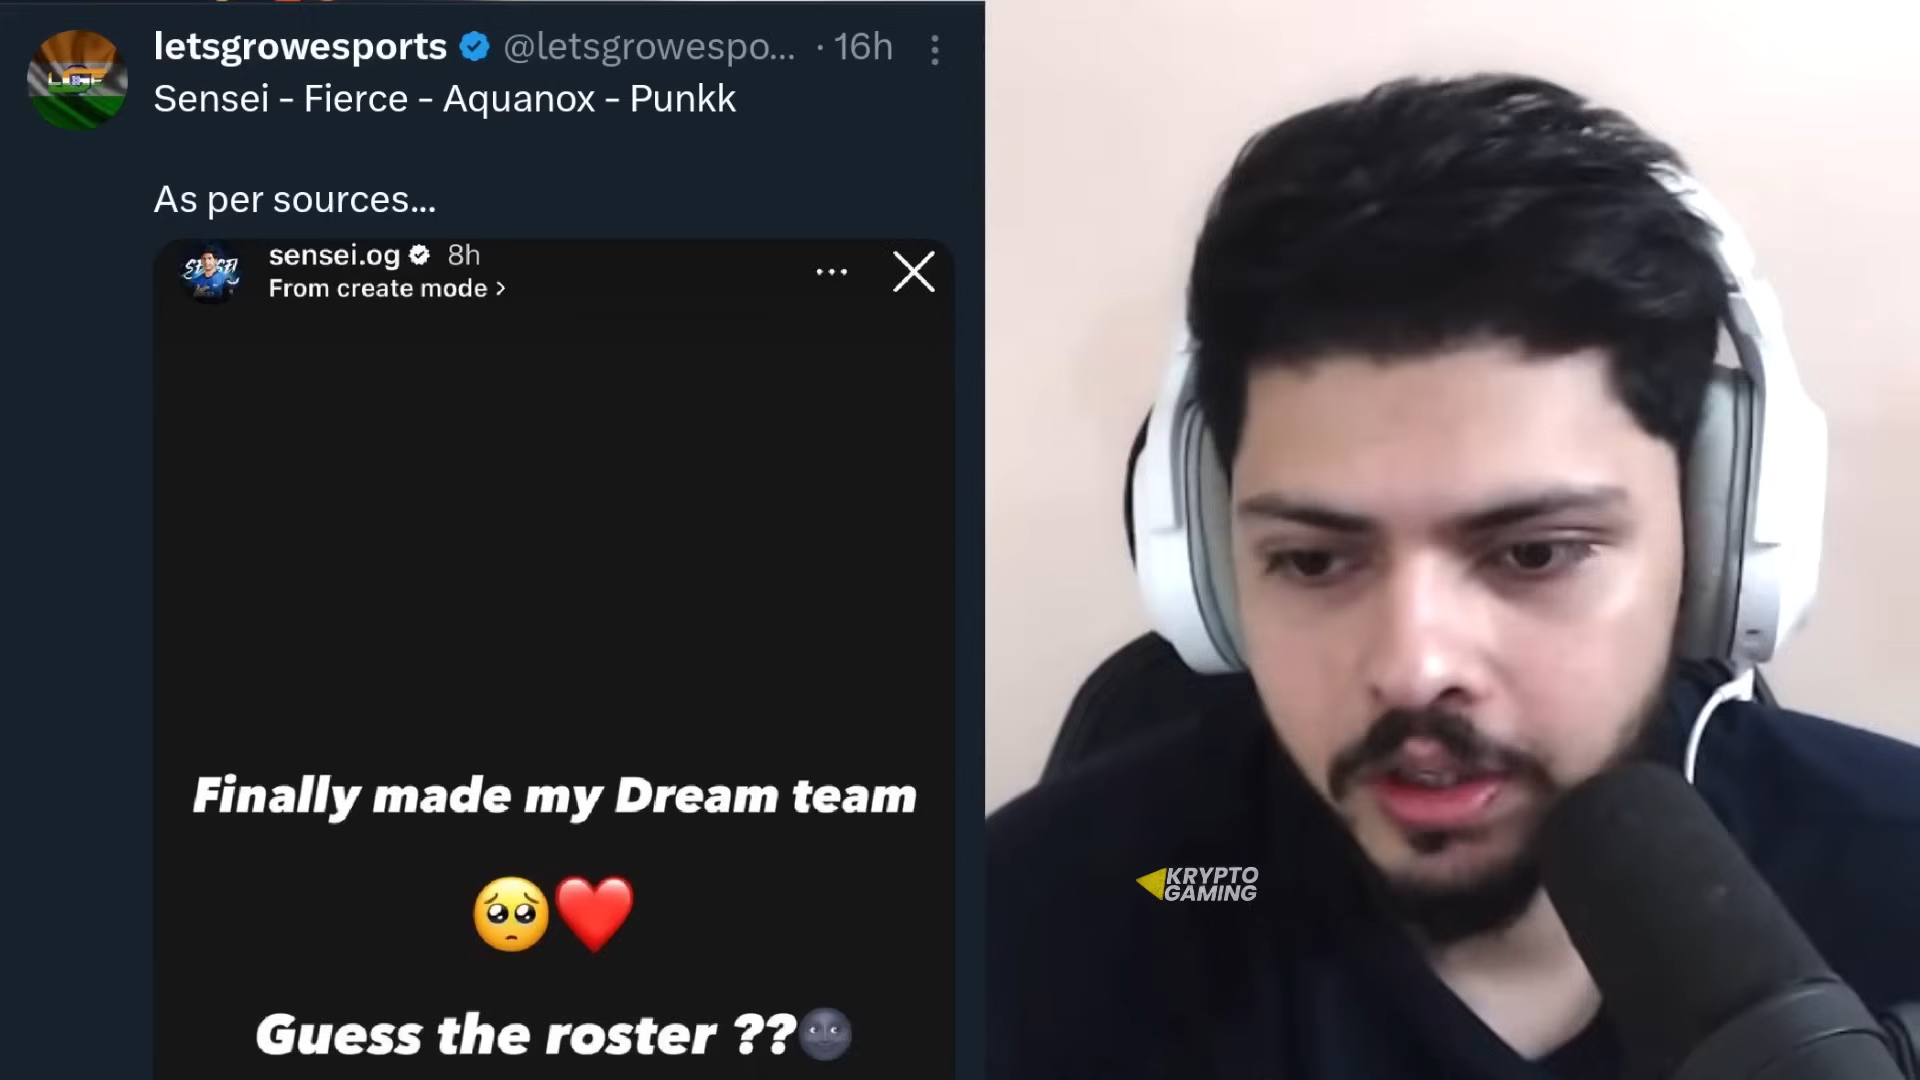 letsgrowesports @letsgrowespo... · 16h
Sensei - Fierce - Aquanox - Punkk
As per sources...
sensei.og 8h
From create mode >
Finally made my Dream team
🥺❤️
Guess the roster ??🌚
KRYPTO
GAMING